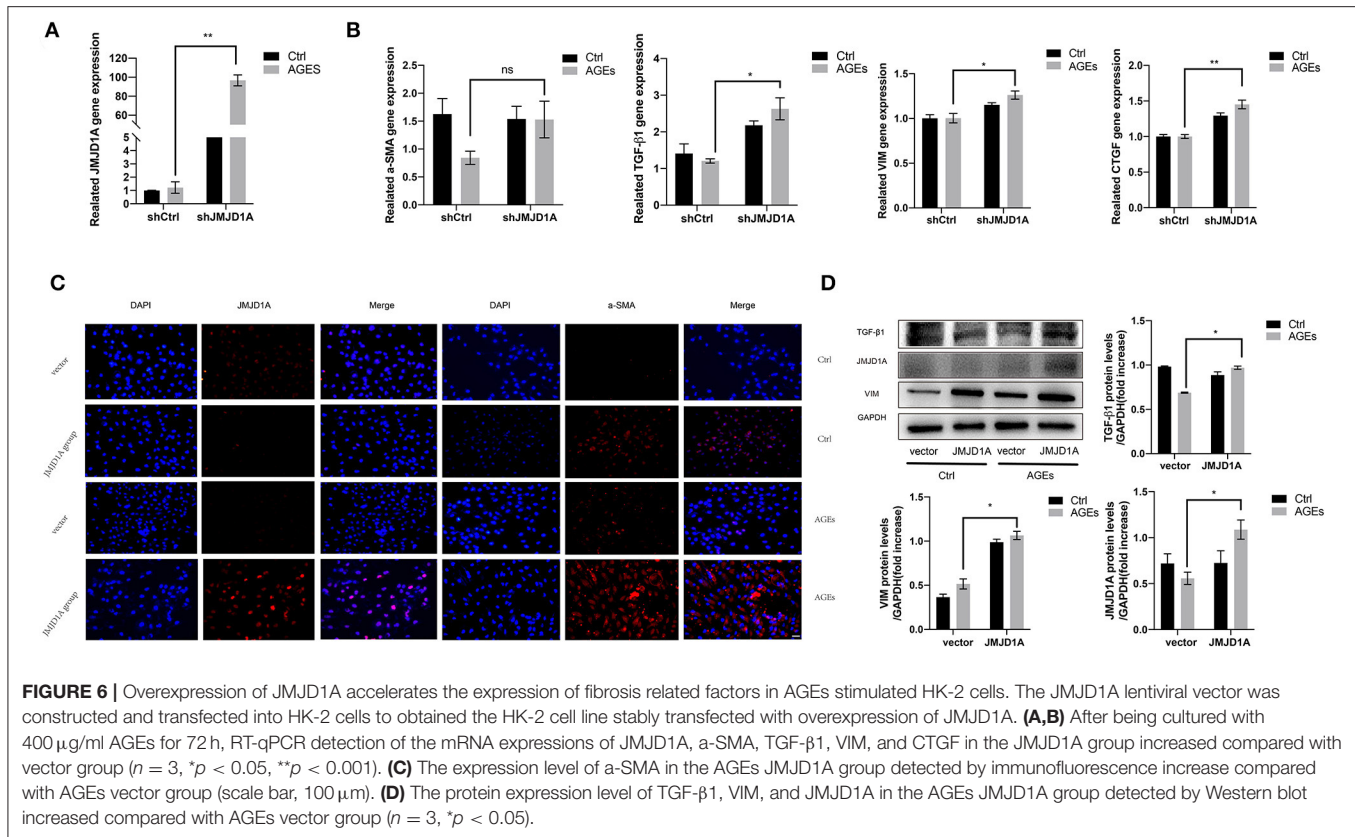 A
**
Realated JMJD1A gene expression
120
100
80
60
5
4
3
2
1
0
shCtrl
shJMJD1A
Ctrl
AGES
B
ns
Realated a-SMA gene expression
2.5
2.0
1.5
1.0
0.5
0.0
shCtrl
shJMJD1A
Ctrl
AGEs
*
Realated TGF-β1 gene expression
4
3
2
1
0
shCtrl
shJMJD1A
Ctrl
AGEs
*
Realated VIM gene expression
2.0
1.5
1.0
0.5
0.0
shCtrl
shJMJD1A
Ctrl
AGEs
**
Realated CTGF gene expression
2.0
1.5
1.0
0.5
0.0
shCtrl
shJMJD1A
Ctrl
AGEs
C
DAPI
JMJD1A
Merge
DAPI
a-SMA
Merge
vector
Ctrl
JMJD1A group
Ctrl
vector
AGEs
JMJD1A group
AGEs
D
TGF-β1
JMJD1A
VIM
GAPDH
vector JMJD1A vector JMJD1A
Ctrl AGEs
*
TGF-β1 protein levels
/GAPDH(fold increase)
1.5
1.0
0.5
0.0
vector
JMJD1A
Ctrl
AGEs
*
VIM protein levels
/GAPDH(fold increase)
1.5
1.0
0.5
0.0
vector
JMJD1A
Ctrl
AGEs
*
JMJD1A protein levels
/GAPDH(fold increase)
1.5
1.0
0.5
0.0
vector
JMJD1A
Ctrl
AGEs
FIGURE 6 | Overexpression of JMJD1A accelerates the expression of fibrosis related factors in AGEs stimulated HK-2 cells. The JMJD1A lentiviral vector was
constructed and transfected into HK-2 cells to obtained the HK-2 cell line stably transfected with overexpression of JMJD1A. (A,B) After being cultured with
400 μg/ml AGEs for 72 h, RT-qPCR detection of the mRNA expressions of JMJD1A, a-SMA, TGF-β1, VIM, and CTGF in the JMJD1A group increased compared with
vector group (n = 3, *p < 0.05, **p < 0.001). (C) The expression level of a-SMA in the AGEs JMJD1A group detected by immunofluorescence increase compared
with AGEs vector group (scale bar, 100 μm). (D) The protein expression level of TGF-β1, VIM, and JMJD1A in the AGEs JMJD1A group detected by Western blot
increased compared with AGEs vector group (n = 3, *p < 0.05).